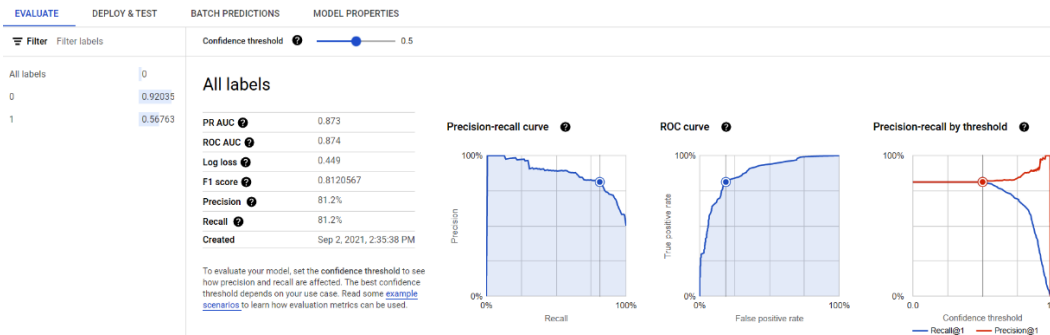 EVALUATE DEPLOY & TEST BATCH PREDICTIONS MODEL PROPERTIES
Filter Filter labels
Confidence threshold 0.5
All labels 0
0 0.92035
1 0.56763
All labels
PR AUC 0.873
ROC AUC 0.874
Log loss 0.449
F1 score 0.8120567
Precision 81.2%
Recall 81.2%
Created Sep 2, 2021, 2:35:38 PM
To evaluate your model, set the confidence threshold to see
how precision and recall are affected. The best confidence
threshold depends on your use case. Read some example
scenarios to learn how evaluation metrics can be used.
Precision-recall curve
100%
Precision
0%
0% 100%
Recall
ROC curve
100%
True positive rate
0%
0% 100%
False positive rate
Precision-recall by threshold
100%
0%
0.0 1
Confidence threshold
Recall@1 Precision@1